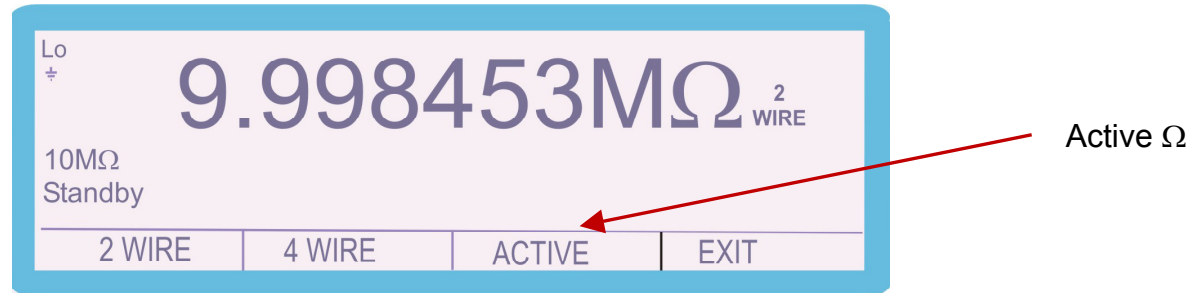 Lo
9.998453MΩ 2 WIRE
Active Ω
10MΩ
Standby
2 WIRE 4 WIRE ACTIVE EXIT